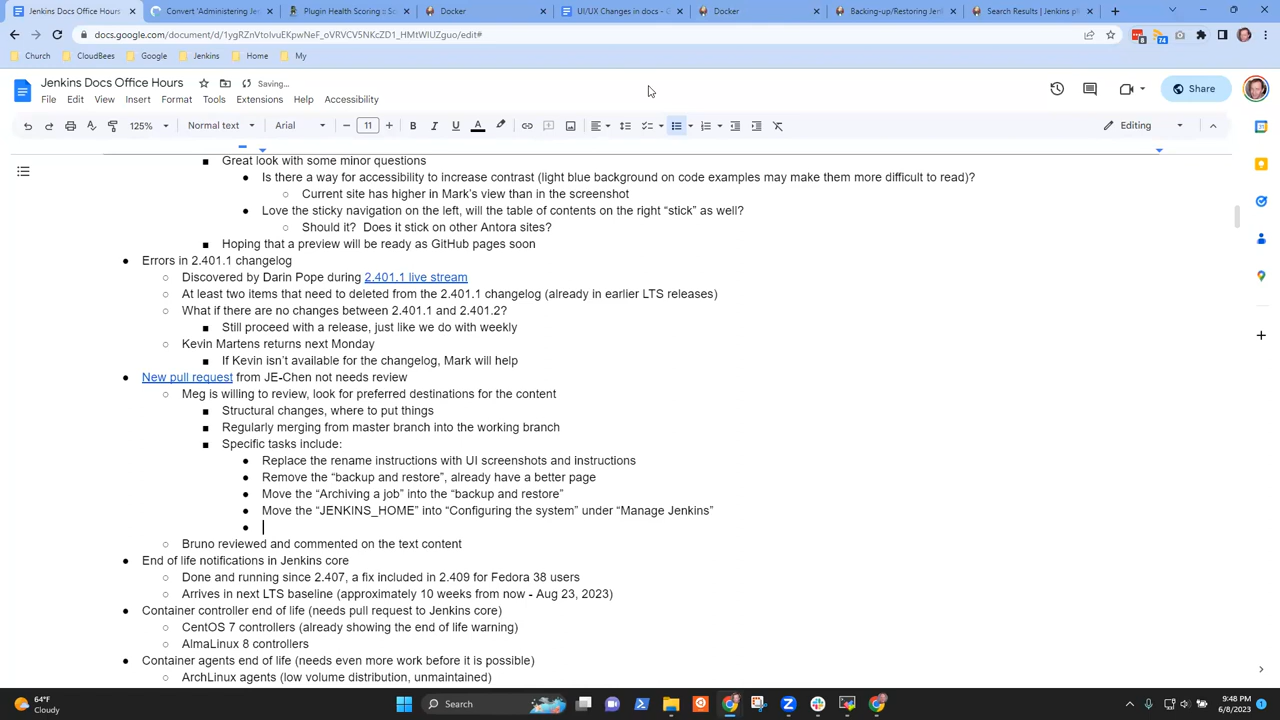 Jenkins Docs Office Hours
Convert 'Administering Je
Plugin Health Scoring :: Sc
Docker
UI/UX Changes in docs - G
Docker
Backing-up/Restoring Jen
Search Results | Jenkins pl
docs.google.com/document/d/1ygRZnVtoIvuEKpwNeF_oVRVCV5NKcZD1_HMtWIUZguo/edit#
Church
CloudBees
Google
Jenkins
Home
My
Jenkins Docs Office Hours
Saving...
File Edit View Insert Format Tools Extensions Help Accessibility
Share
125%
Normal text
Arial
11
Editing
Great look with some minor questions
Is there a way for accessibility to increase contrast (light blue background on code examples may make them more difficult to read)?
Current site has higher in Mark's view than in the screenshot
Love the sticky navigation on the left, will the table of contents on the right “stick” as well?
Should it? Does it stick on other Antora sites?
Hoping that a preview will be ready as GitHub pages soon
Errors in 2.401.1 changelog
Discovered by Darin Pope during 2.401.1 live stream
At least two items that need to deleted from the 2.401.1 changelog (already in earlier LTS releases)
What if there are no changes between 2.401.1 and 2.401.2?
Still proceed with a release, just like we do with weekly
Kevin Martens returns next Monday
If Kevin isn't available for the changelog, Mark will help
New pull request from JE-Chen not needs review
Meg is willing to review, look for preferred destinations for the content
Structural changes, where to put things
Regularly merging from master branch into the working branch
Specific tasks include:
Replace the rename instructions with UI screenshots and instructions
Remove the “backup and restore”, already have a better page
Move the “Archiving a job” into the “backup and restore”
Move the “JENKINS_HOME” into “Configuring the system” under “Manage Jenkins”
Bruno reviewed and commented on the text content
End of life notifications in Jenkins core
Done and running since 2.407, a fix included in 2.409 for Fedora 38 users
Arrives in next LTS baseline (approximately 10 weeks from now - Aug 23, 2023)
Container controller end of life (needs pull request to Jenkins core)
CentOS 7 controllers (already showing the end of life warning)
AlmaLinux 8 controllers
Container agents end of life (needs even more work before it is possible)
ArchLinux agents (low volume distribution, unmaintained)
64°F
Cloudy
Search
9:48 PM
6/8/2023